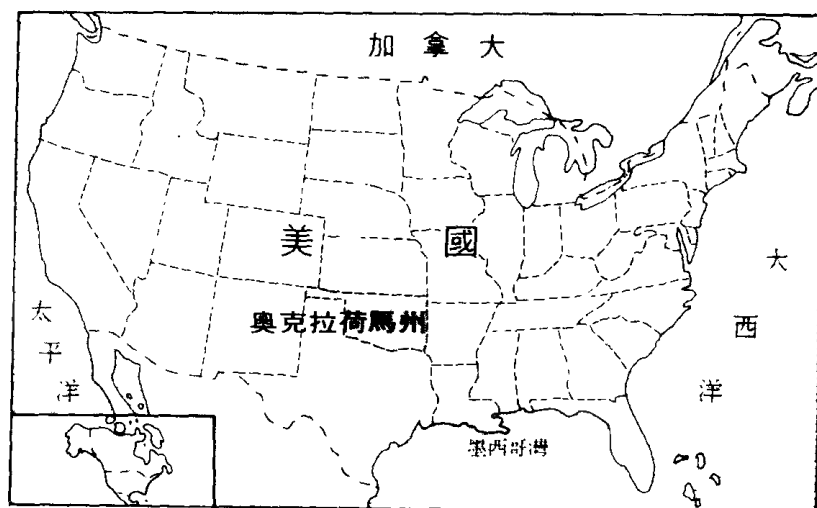 加拿大
美國
奧克拉荷馬州
太平洋
大西洋
墨西哥灣